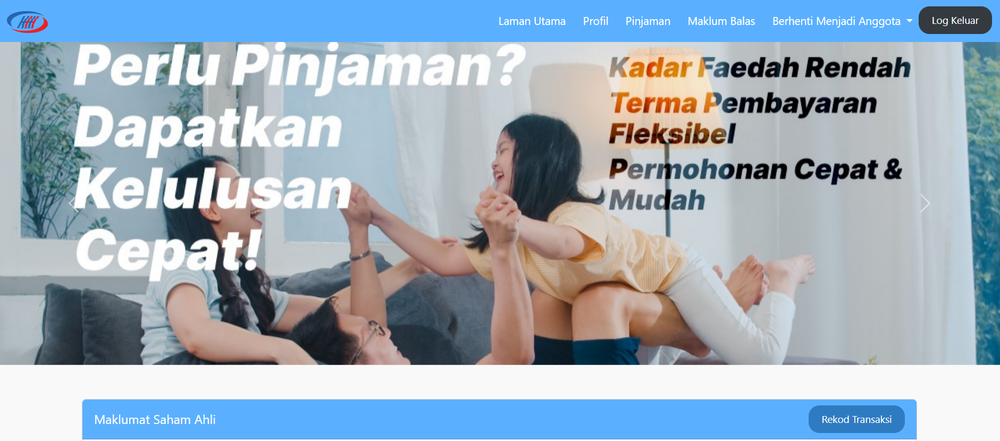 Laman Utama Profil Pinjaman Maklum Balas Berhenti Menjadi Anggota Log Keluar
Perlu Pinjaman?
Dapatkan
Kelulusan
Cepat!
Kadar Faedah Rendah
Terma Pembayaran
Fleksibel
Permohonan Cepat &
Mudah
Maklumat Saham Ahli Rekod Transaksi